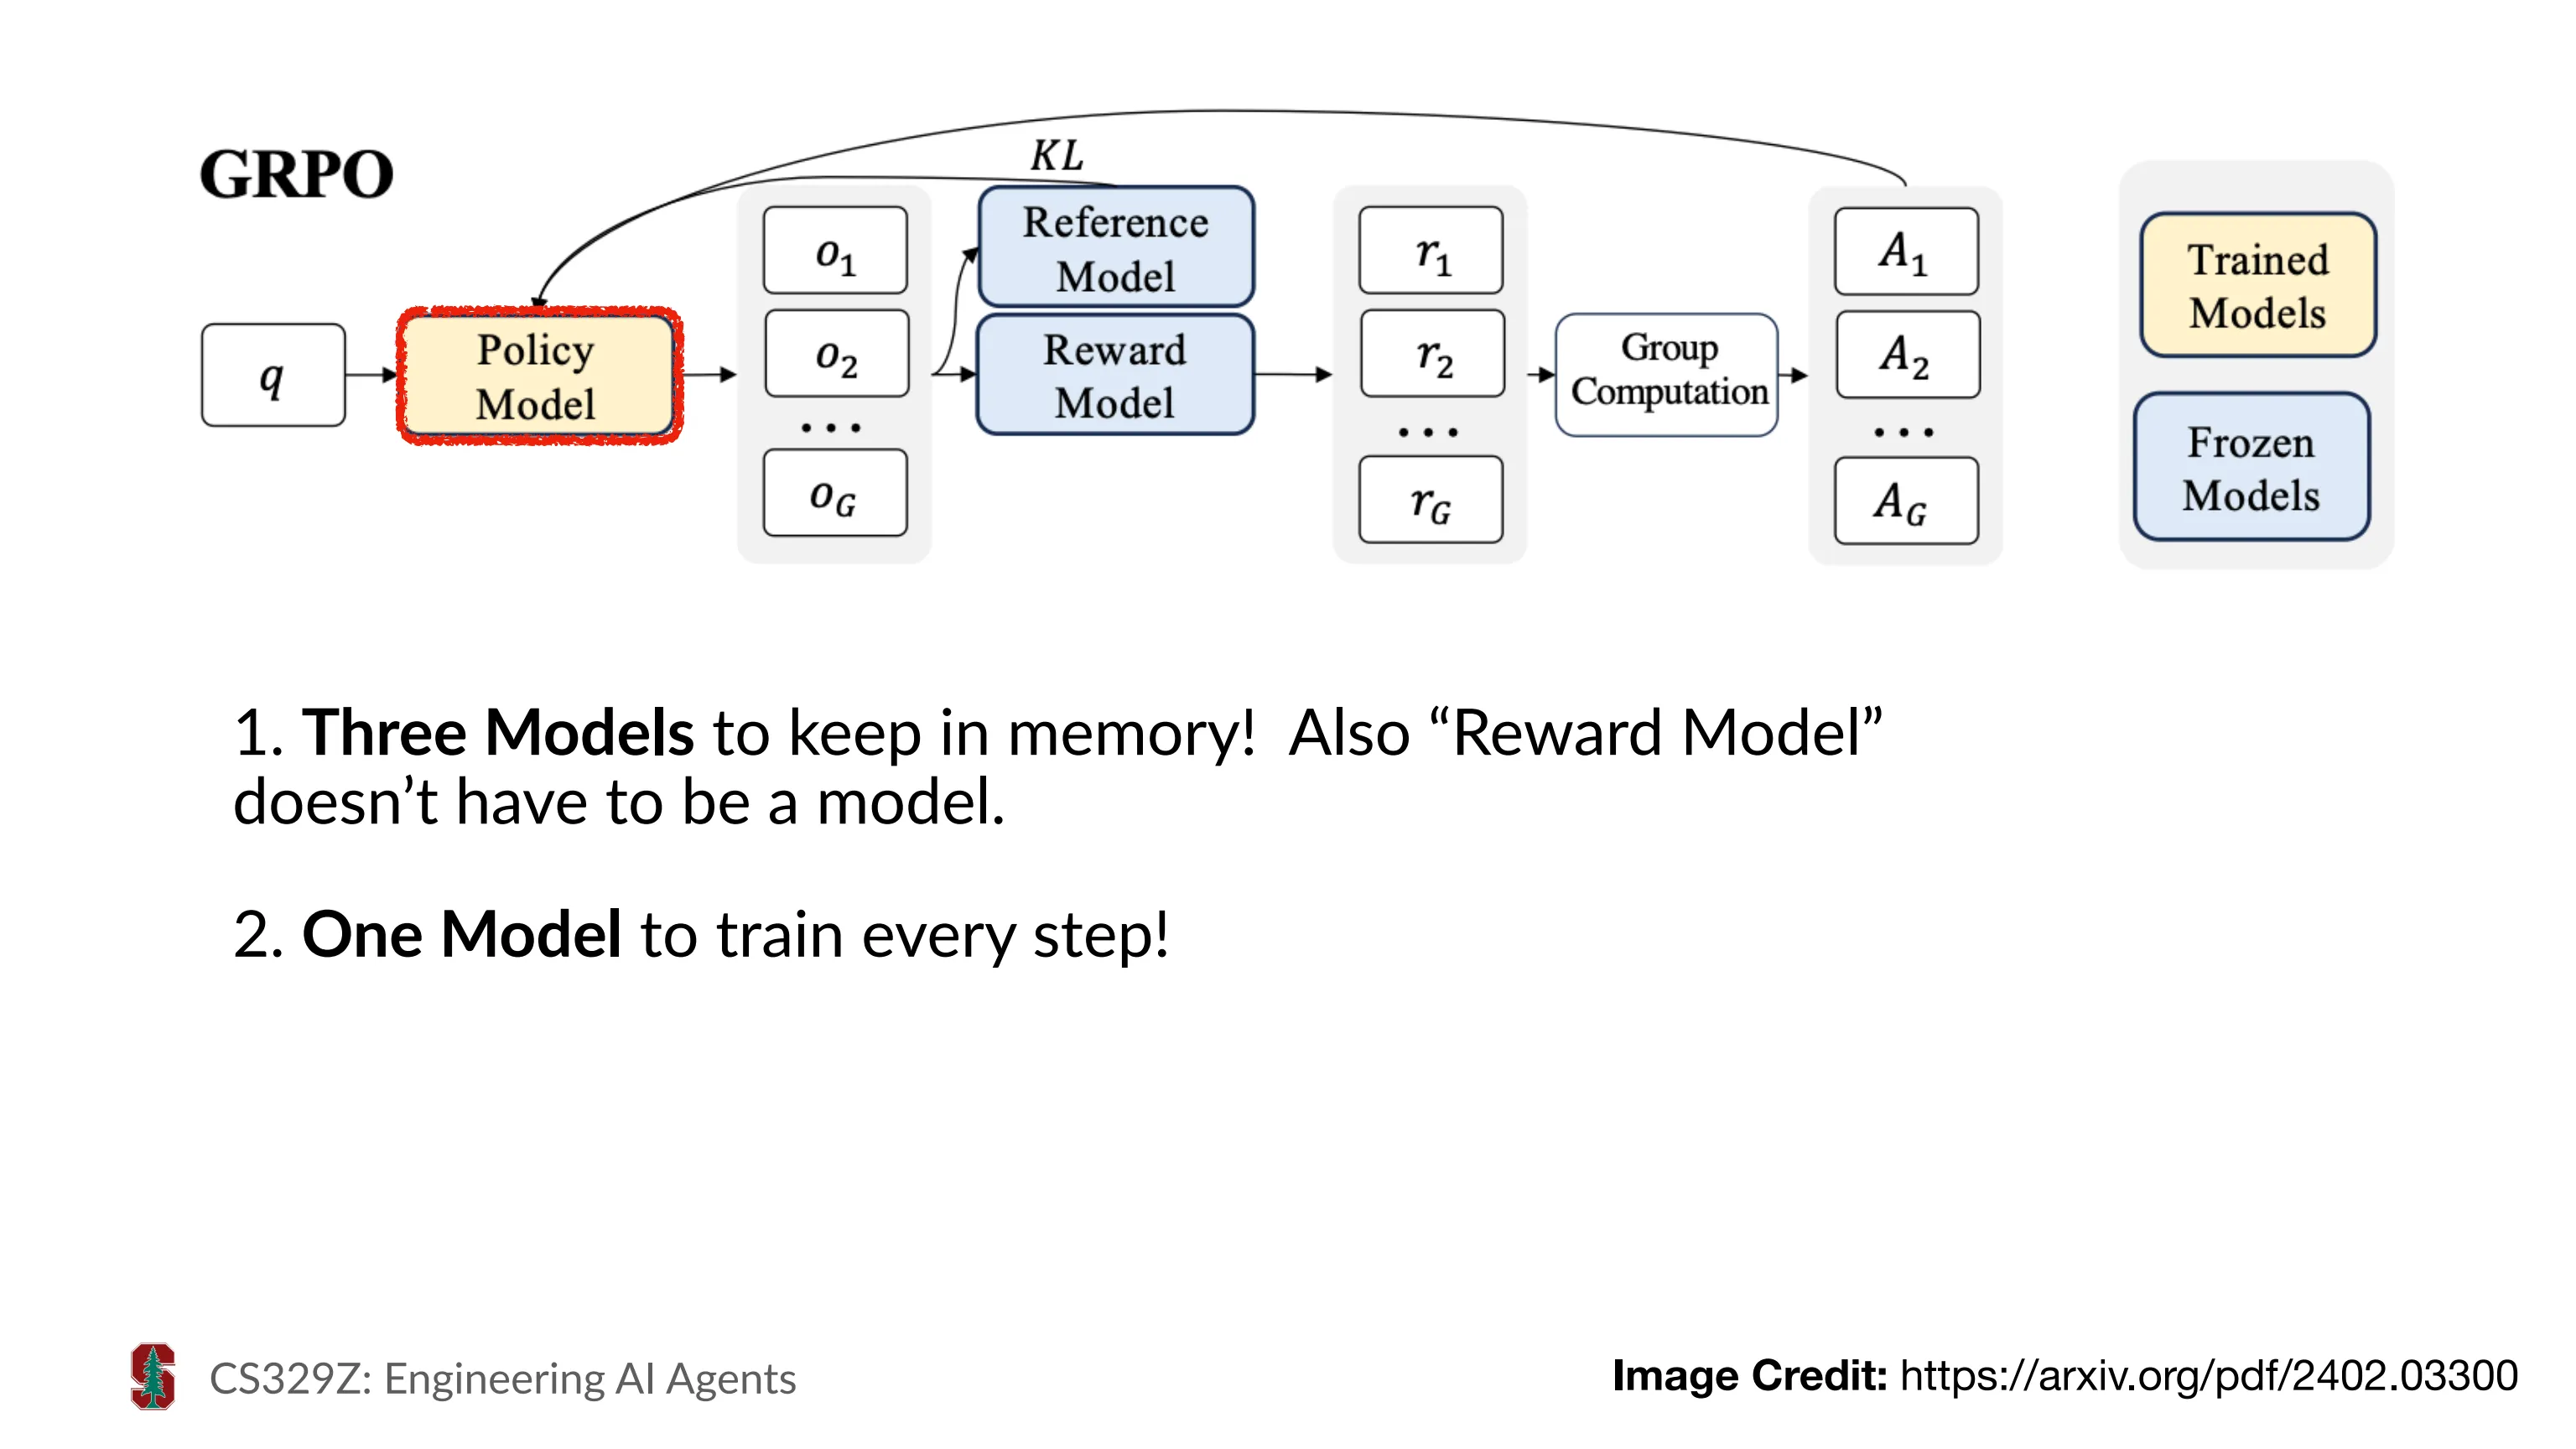 GRPO
KL
q
Policy
Model
o1
o2
...
oG
Reference
Model
Reward
Model
r1
r2
...
rG
Group
Computation
A1
A2
...
AG
Trained
Models
Frozen
Models
1. Three Models to keep in memory!  Also “Reward Model”
doesn’t have to be a model.
2. One Model to train every step!
S
CS329Z: Engineering AI Agents
Image Credit: https://arxiv.org/pdf/2402.03300